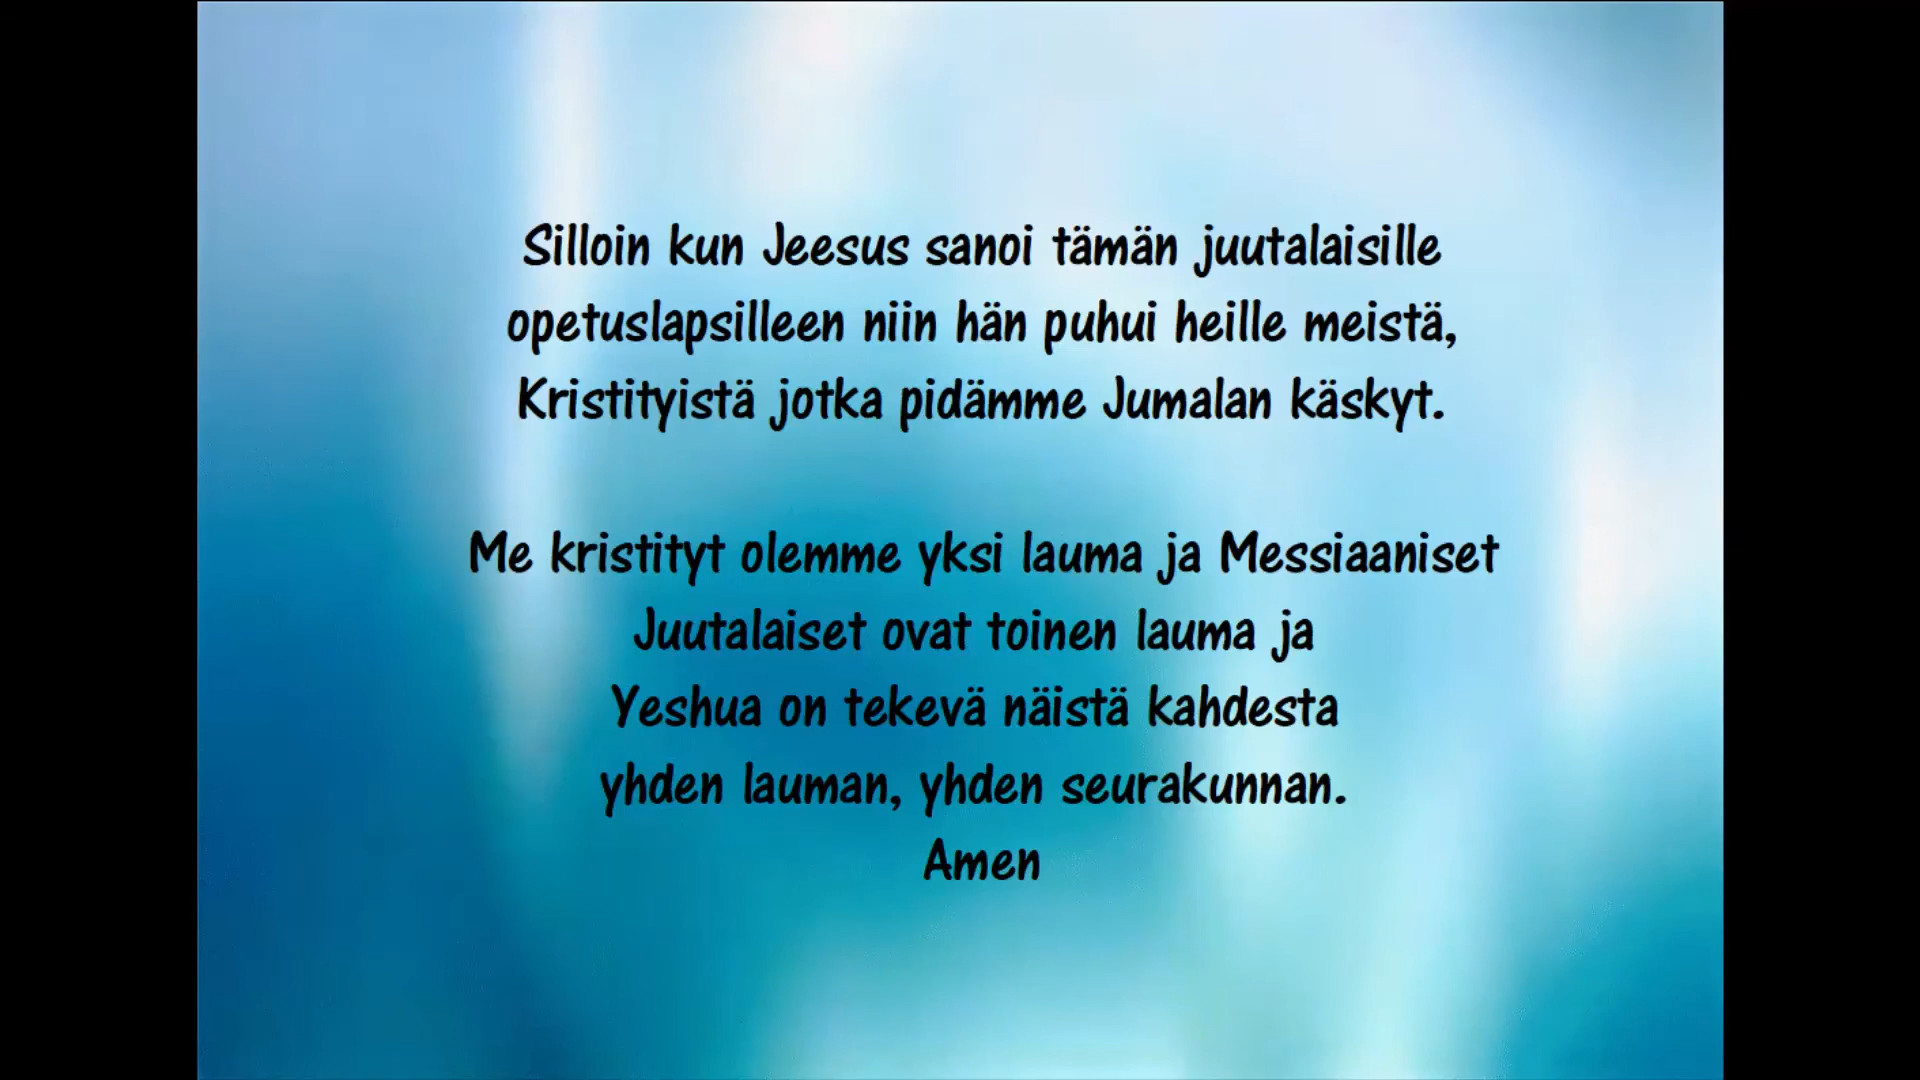 Silloin kun Jeesus sanoi tämän juutalaisille
opetuslapsilleen niin hän puhui heille meistä,
Kristityistä jotka pidämme Jumalan käskyt.
Me kristityt olemme yksi lauma ja Messiaaniset
Juutalaiset ovat toinen lauma ja
Yeshua on tekevä näistä kahdesta
yhden lauman, yhden seurakunnan.
Amen